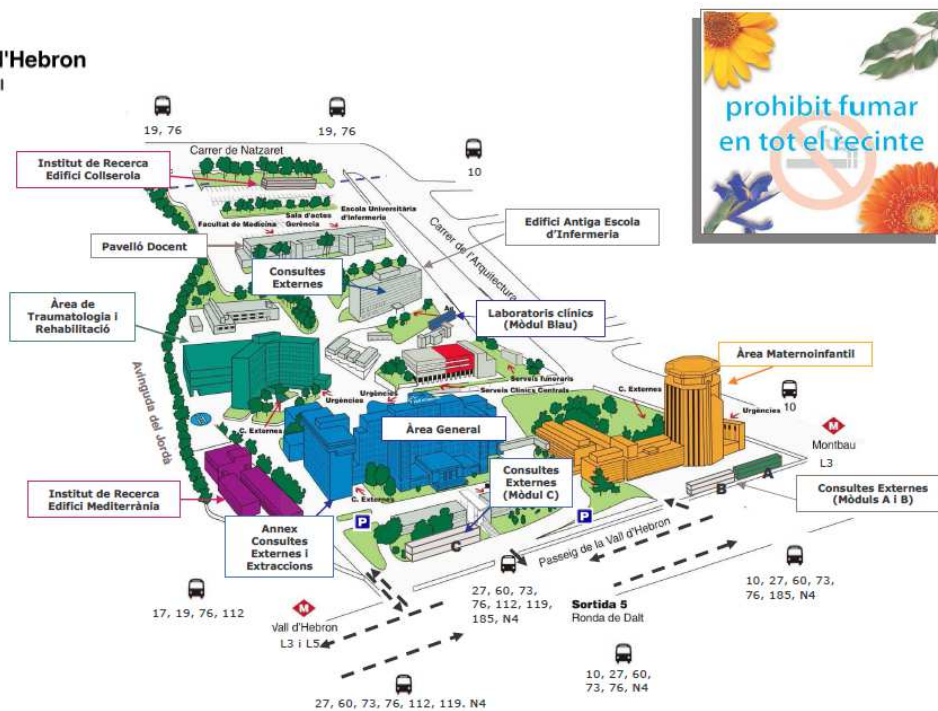 l'Hebron
prohibit fumar
en tot el recinte
19, 76
19, 76
10
Carrer de Natzaret
Institut de Recerca
Edifici Collserola
Facultat de Medicina
Sala d'actes
Gerència
Escola Universitària
d'Infermeria
Edifici Antiga Escola
d'Infermeria
Pavelló Docent
Carrer de l'Arquitectura
Consultes
Externes
Àrea de
Traumatologia i
Rehabilitació
Laboratoris clínics
(Mòdul Blau)
Àrea Maternoinfantil
Serveis funeraris
Serveis Clínics Centrals
C. Externes
Urgències
10
Urgències
Urgències
Avinguda del Jordà
C. Externes
Àrea General
M
Montbau
L3
Consultes
Externes
(Mòdul C)
A
B
Consultes Externes
(Mòduls A i B)
Institut de Recerca
Edifici Mediterrània
C. Externes
P
P
Annex
Consultes
Externes i
Extraccions
C
Passeig de la Vall d'Hebron
17, 19, 76, 112
M
Vall d'Hebron
L3 i L5
27, 60, 73,
76, 112, 119,
185, N4
Sortida 5
Ronda de Dalt
10, 27, 60, 73,
76, 185, N4
10, 27, 60,
73, 76, N4
27, 60, 73, 76, 112, 119. N4